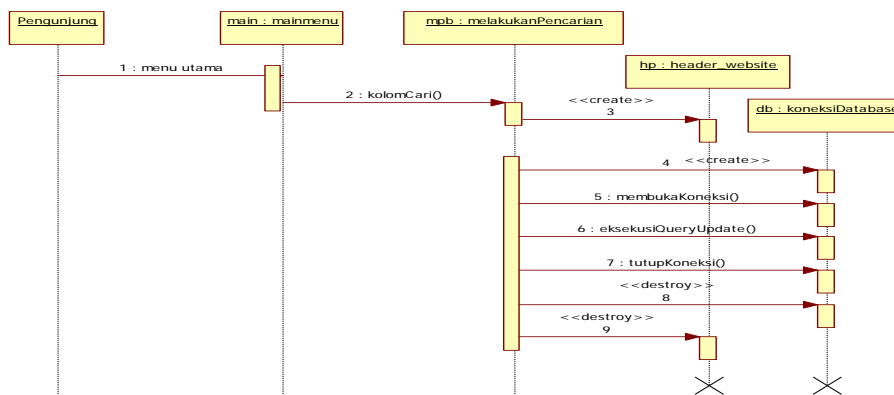 Pengunjung
main : mainmenu
mpb : melakukanPencarian
hp : header_website
db : koneksiDatabase
1 : menu utama
2 : kolomCari()
<<create>>
3
4 <<create>>
5 : membukaKoneksi()
6 : eksekusiQueryUpdate()
7 : tutupKoneksi()
<<destroy>>
8
<<destroy>>
9